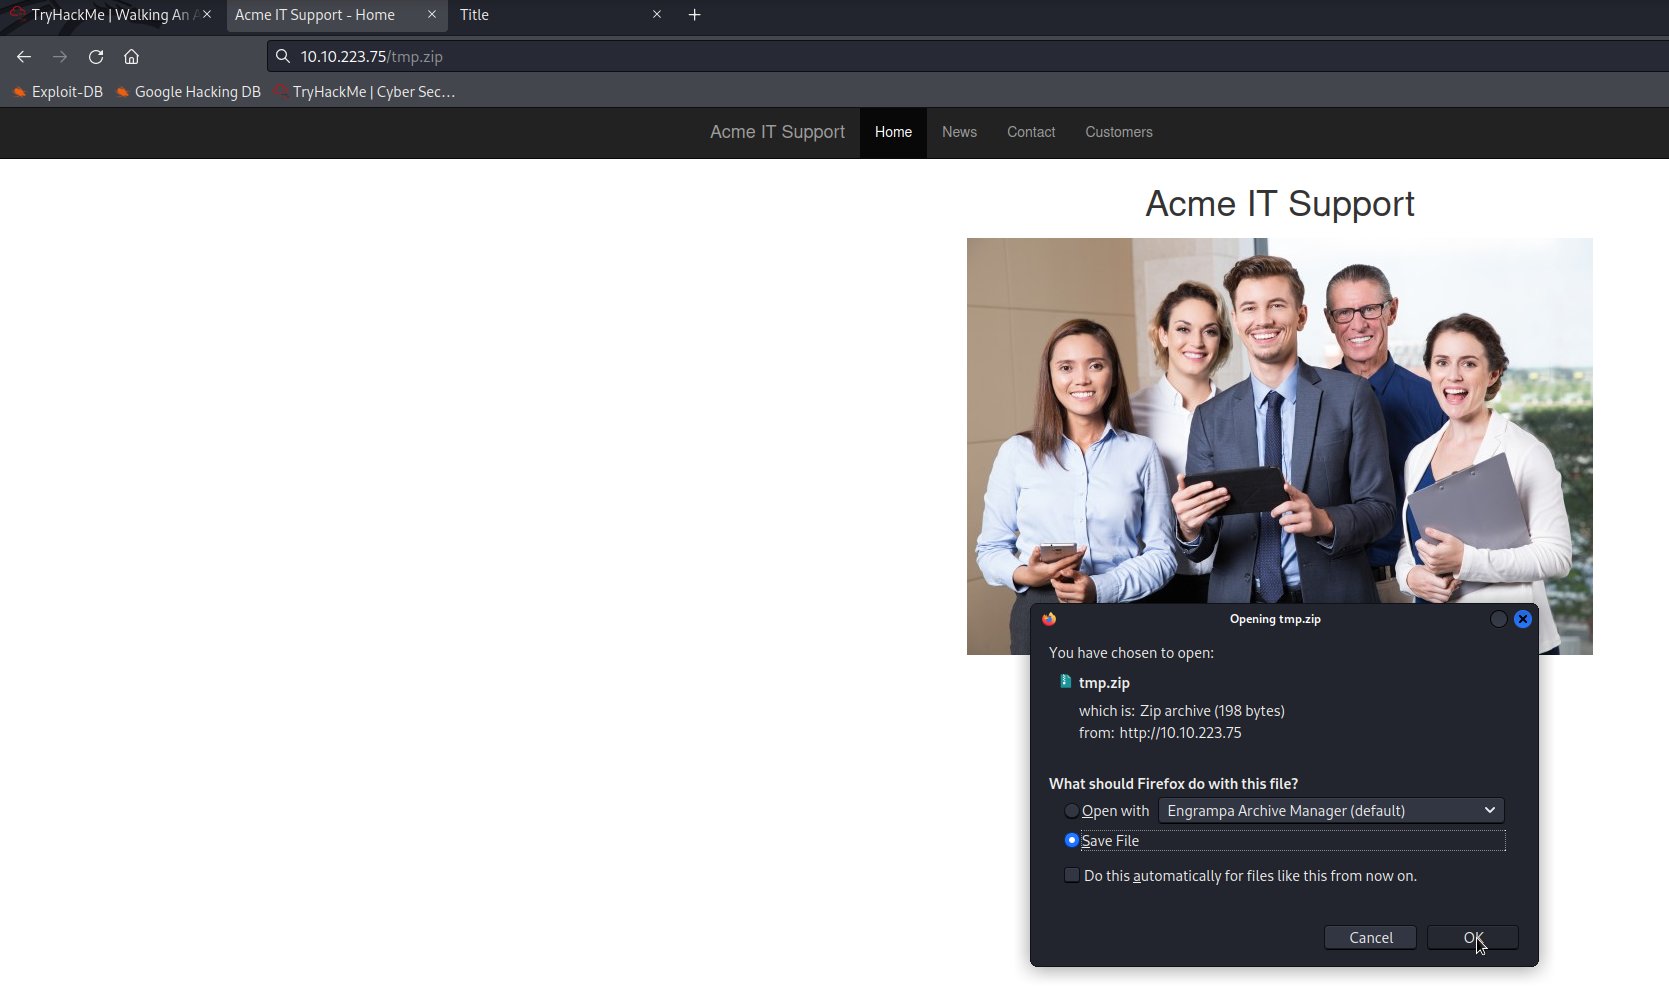 TryHackMe | Walking An A
Acme IT Support - Home
Title
10.10.223.75/tmp.zip
Exploit-DB
Google Hacking DB
TryHackMe | Cyber Sec…
Acme IT Support
Home
News
Contact
Customers
Acme IT Support
Opening tmp.zip
You have chosen to open:
tmp.zip
which is: Zip archive (198 bytes)
from: http://10.10.223.75
What should Firefox do with this file?
Open with
Engrampa Archive Manager (default)
Save File
Do this automatically for files like this from now on.
Cancel
OK